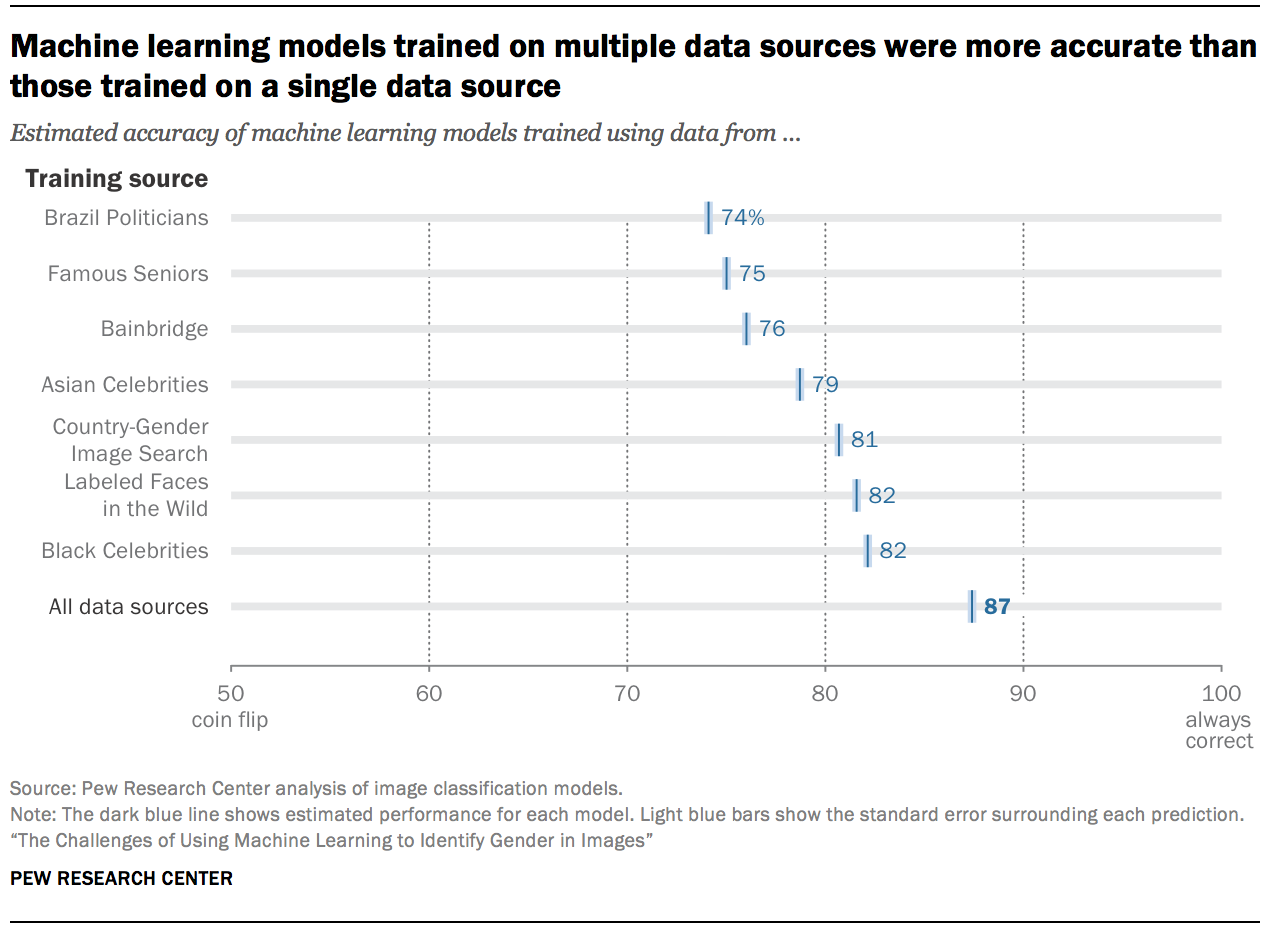 Machine learning models trained on multiple data sources were more accurate than
those trained on a single data source
Estimated accuracy of machine learning models trained using data from ...
Training source
Brazil Politicians
74%
Famous Seniors
75
Bainbridge
76
Asian Celebrities
79
Country-Gender
Image Search
81
Labeled Faces
in the Wild
82
Black Celebrities
82
All data sources
87
50 60 70 80 90 100
coin flip always
correct
Source: Pew Research Center analysis of image classification models.
Note: The dark blue line shows estimated performance for each model. Light blue bars show the standard error surrounding each prediction.
“The Challenges of Using Machine Learning to Identify Gender in Images”
PEW RESEARCH CENTER